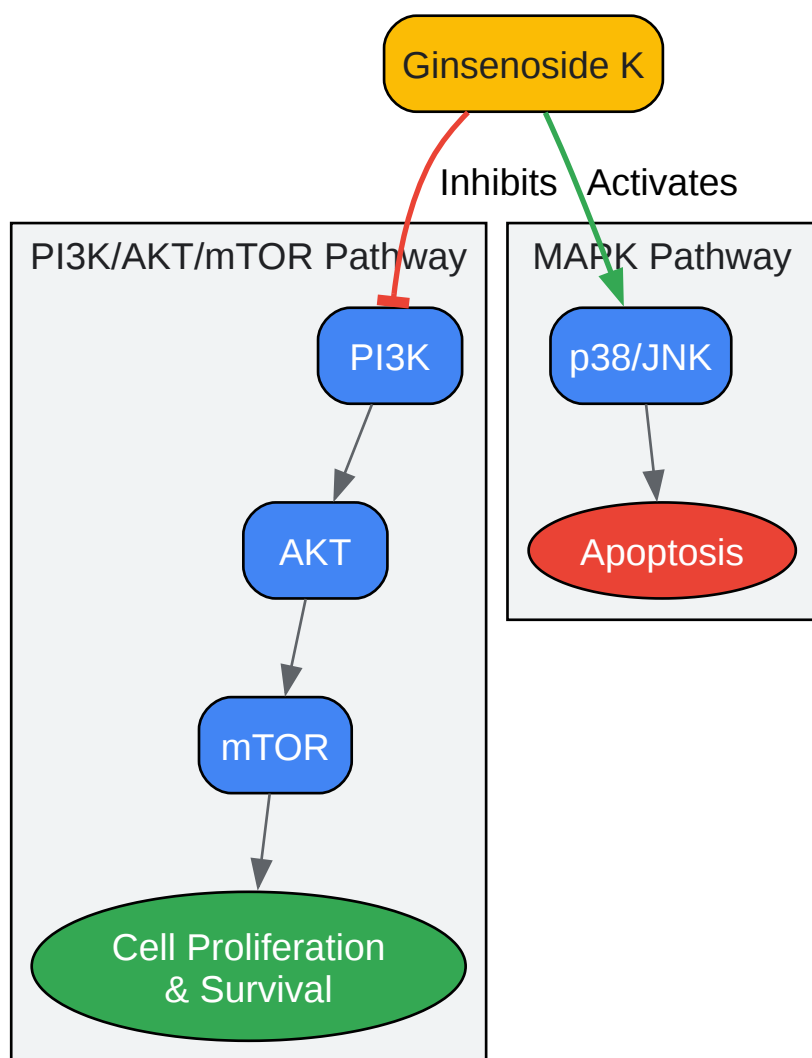 Ginsenoside K
Inhibits
Activates
PI3K/AKT/mTOR Pathway
MAPK Pathway
PI3K
p38/JNK
AKT
Apoptosis
mTOR
Cell Proliferation
& Survival